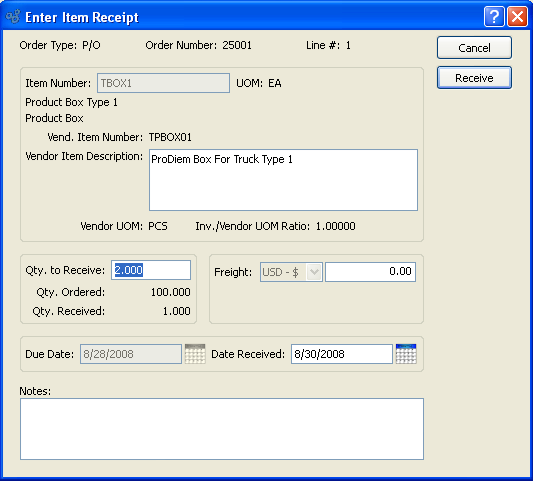 Enter Item Receipt
Order Type: P/O Order Number: 25001 Line #: 1
Cancel
Receive
Item Number: TBOX1 UOM: EA
Product Box Type 1
Product Box
Vend. Item Number: TPBOX01
Vendor Item Description: ProDiem Box For Truck Type 1
Vendor UOM: PCS Inv./Vendor UOM Ratio: 1.00000
Qty. to Receive: 2.000
Qty. Ordered: 100.000
Qty. Received: 1.000
Freight: USD - $ 0.00
Due Date: 8/28/2008 Date Received: 8/30/2008
Notes: